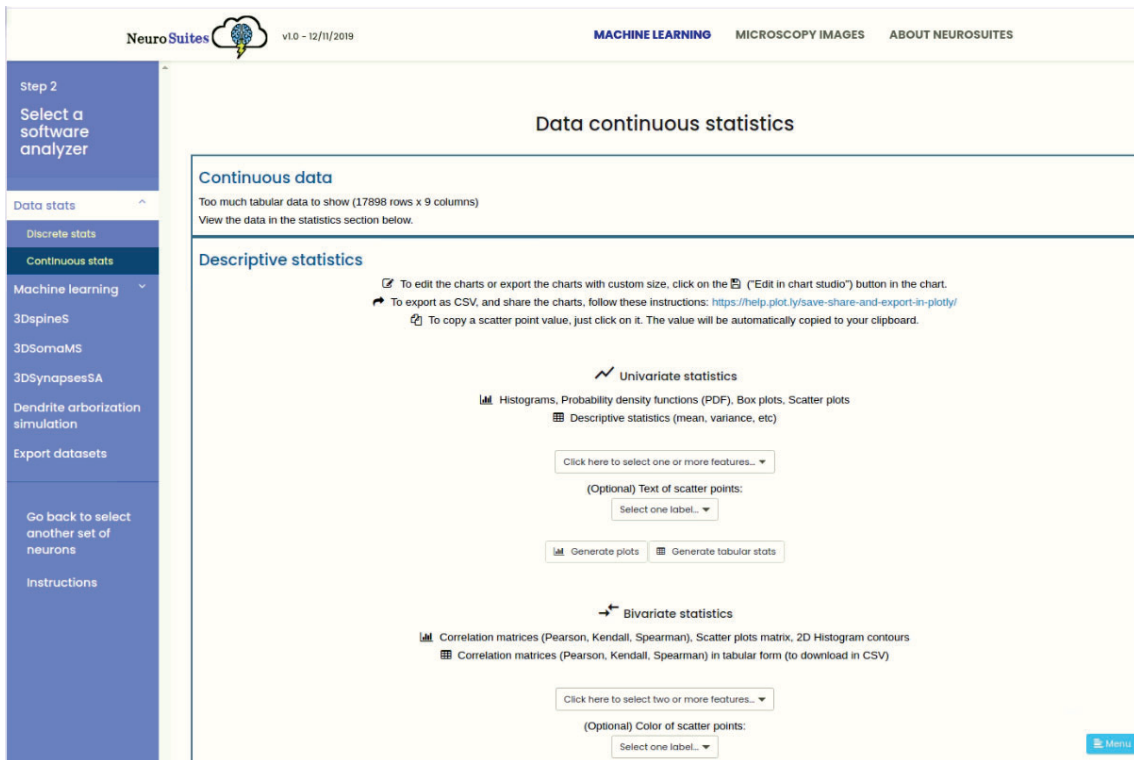 NeuroSuites
v1.0 - 12/11/2019
MACHINE LEARNING
MICROSCOPY IMAGES
ABOUT NEUROSUITES
Step 2
Select a
software
analyzer
Data stats
Discrete stats
Continuous stats
Machine learning
3DspineS
3DSomaMS
3DSynapsesSA
Dendrite arborization
simulation
Export datasets
Go back to select
another set of
neurons
Instructions
Data continuous statistics
Continuous data
Too much tabular data to show (17898 rows x 9 columns)
View the data in the statistics section below.
Descriptive statistics
To edit the charts or export the charts with custom size, click on the ("Edit in chart studio") button in the chart.
To export as CSV, and share the charts, follow these instructions: https://help.plot.ly/save-share-and-export-in-plotly/
To copy a scatter point value, just click on it. The value will be automatically copied to your clipboard.
Univariate statistics
Histograms, Probability density functions (PDF), Box plots, Scatter plots
Descriptive statistics (mean, variance, etc)
Click here to select one or more features...
(Optional) Text of scatter points:
Select one label...
Generate plots
Generate tabular stats
Bivariate statistics
Correlation matrices (Pearson, Kendall, Spearman), Scatter plots matrix, 2D Histogram contours
Correlation matrices (Pearson, Kendall, Spearman) in tabular form (to download in CSV)
Click here to select two or more features...
(Optional) Color of scatter points:
Select one label...
Menu